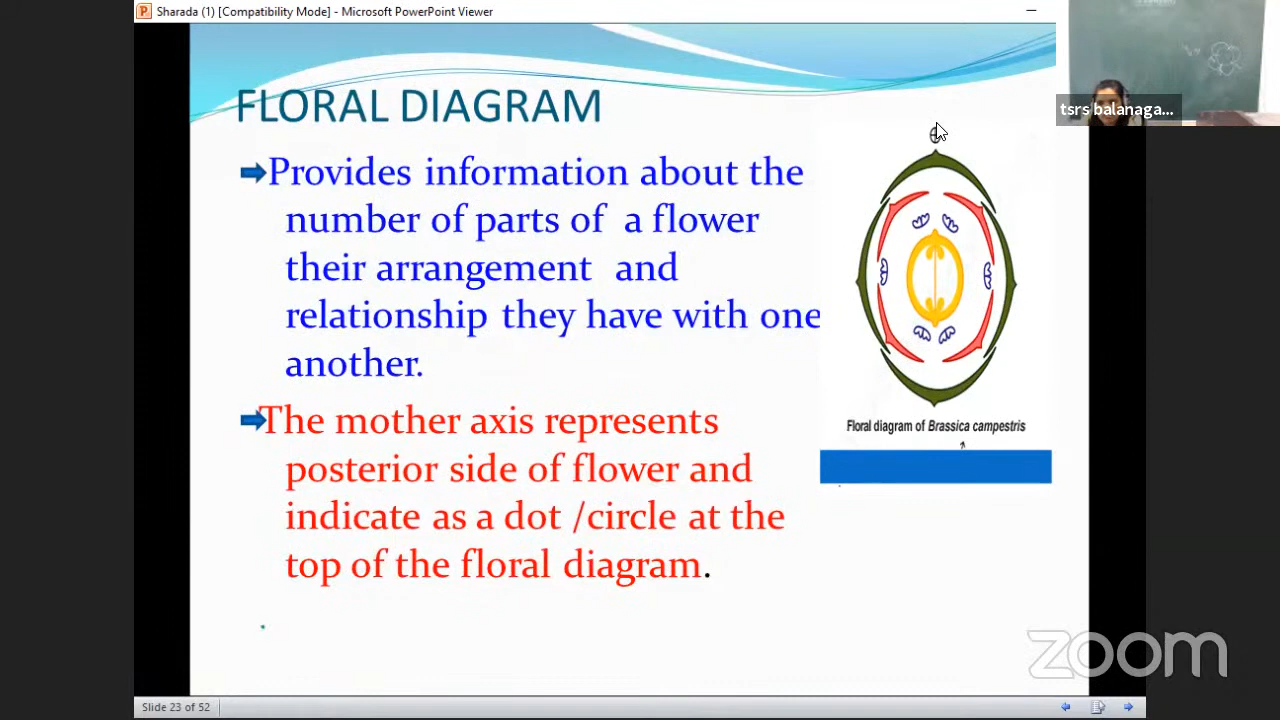 Sharada (1) [Compatibility Mode] - Microsoft PowerPoint Viewer
FLORAL DIAGRAM
Provides information about the
number of parts of a flower
their arrangement and
relationship they have with one
another.
The mother axis represents
posterior side of flower and
indicate as a dot /circle at the
top of the floral diagram.
Floral diagram of Brassica campestris
tsrs balanaga...
zoom
Slide 23 of 52